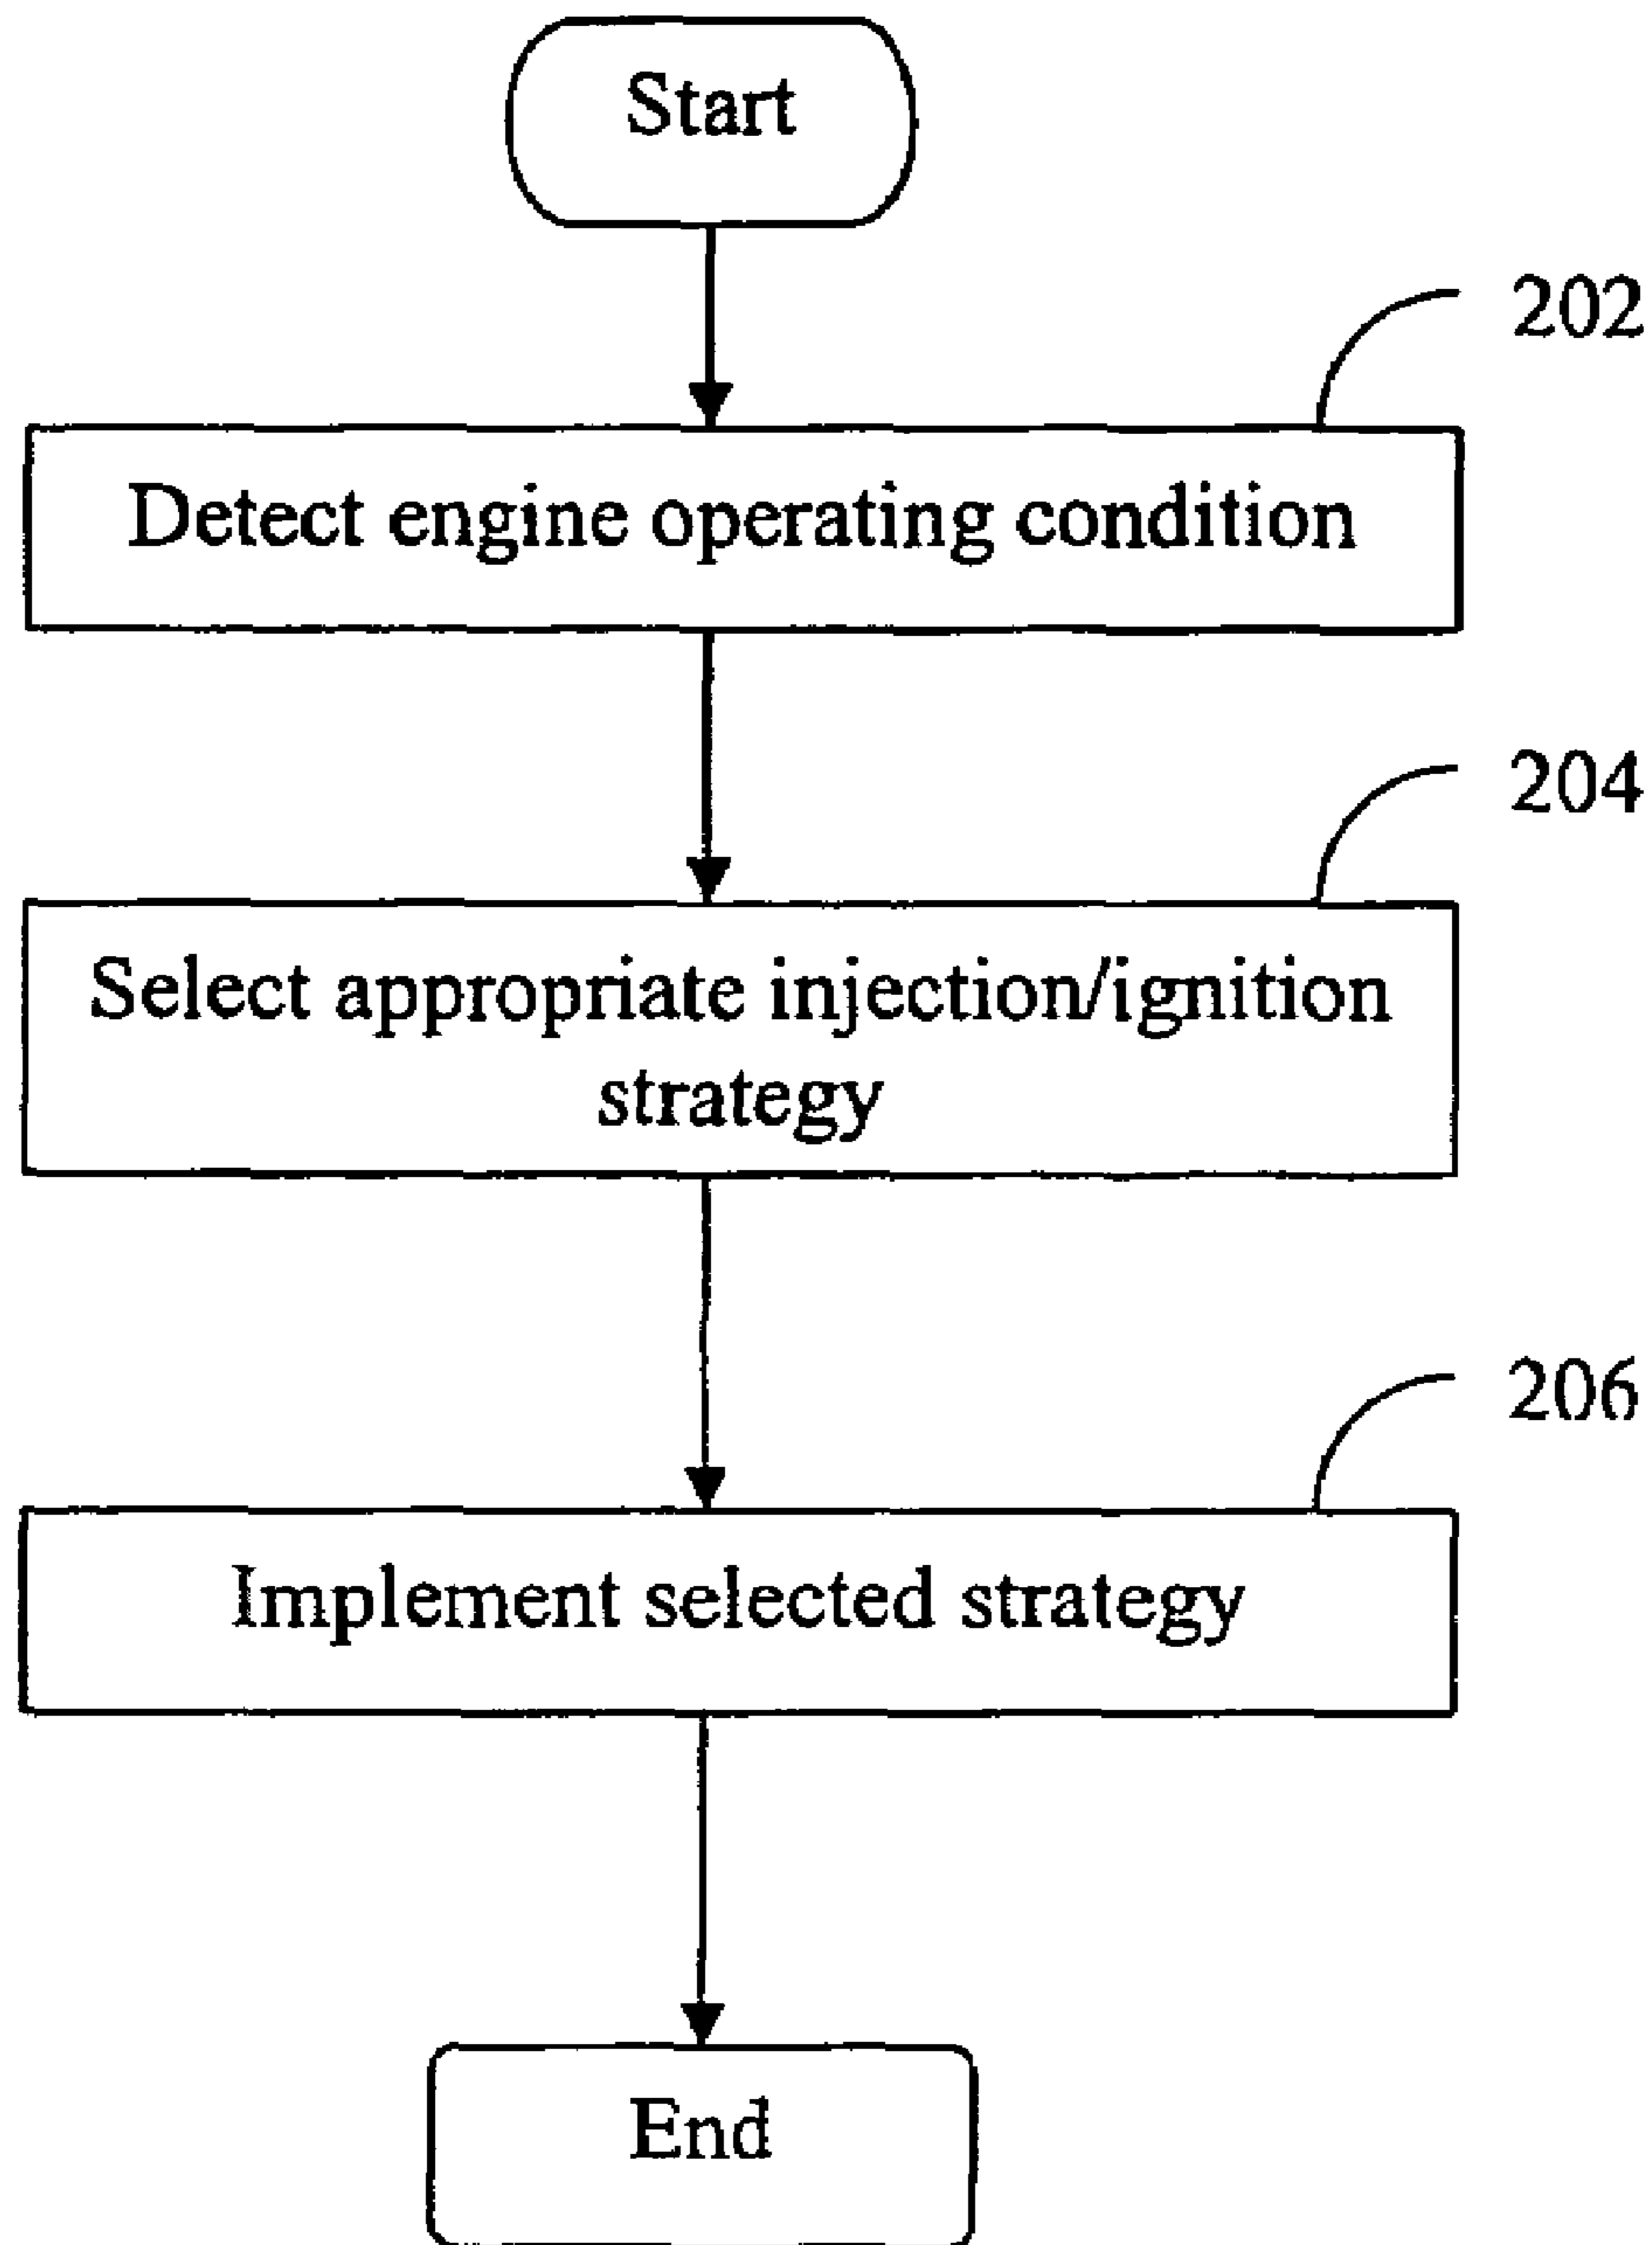 Start
202
Detect engine operating condition
204
Select appropriate injection/ignition
strategy
206
Implement selected strategy
End